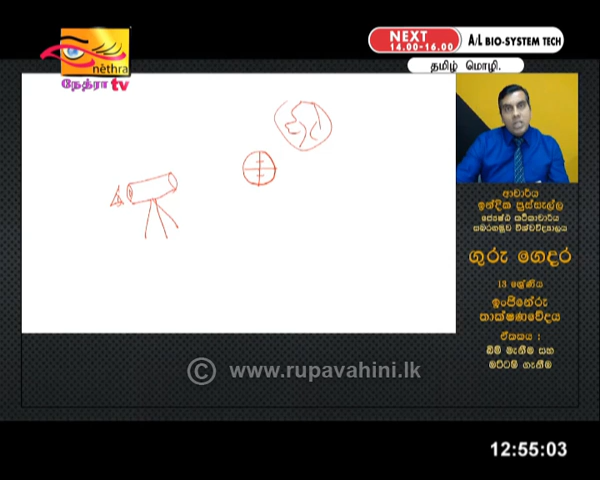 nethra
நேத்ரா tv
NEXT
14.00-16.00
A/L BIO-SYSTEM TECH
தமிழ் மொழி.
ආචාර්ය
ඉන්දික පුස්සැල්ල
ජ්‍යෙෂ්ඨ කථිකාචාර්ය
සබරගමුව විශ්වවිද්‍යාලය
ගුරු ගෙදර
13 ශ්‍රේණිය
ඉංජිනේරු
තාක්ෂණවේදය
ඒකකය :
බිම් මැනීම සහ
මට්ටම් ගැනීම
© www.rupavahini.lk
12:55:03